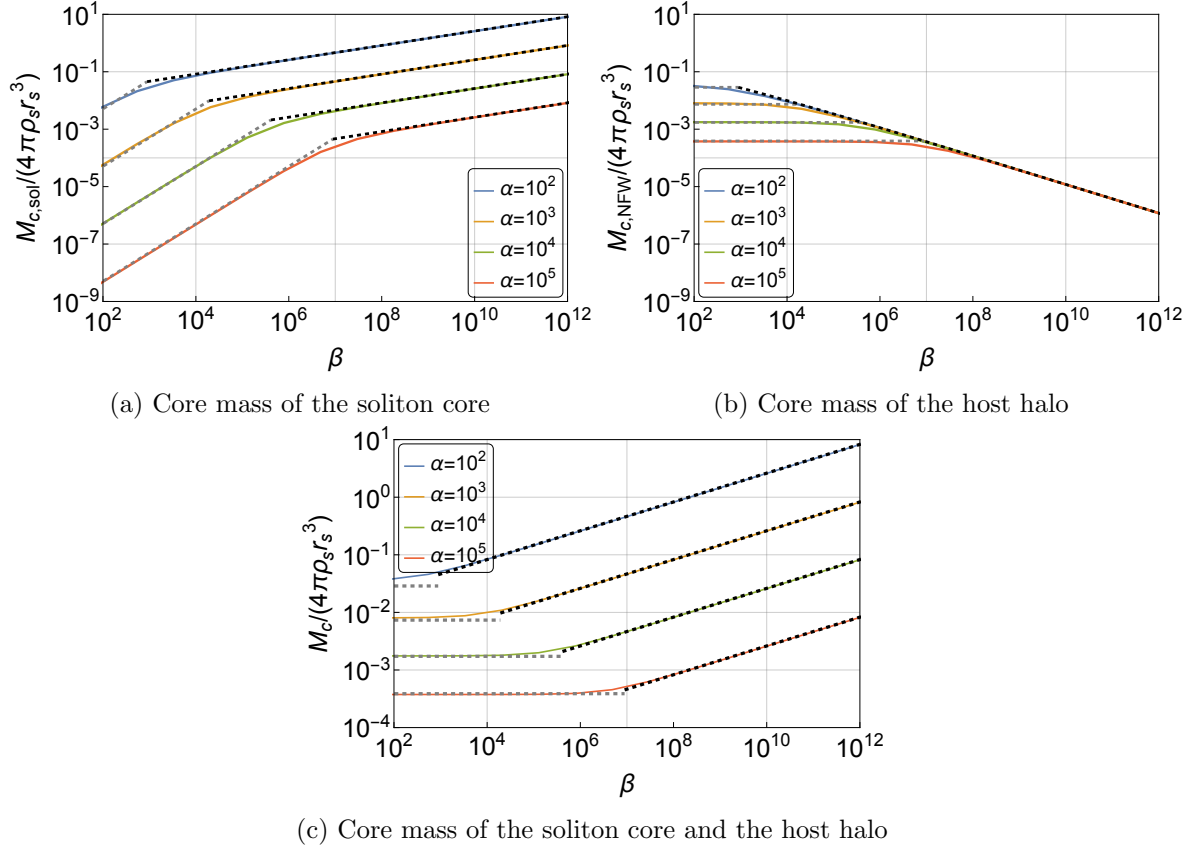 10^1
10^-1
10^-3
10^-5
10^-7
10^-9
M_{c,sol}/(4πρ_s r_s^3)
α=10^2
α=10^3
α=10^4
α=10^5
10^2 10^4 10^6 10^8 10^10 10^12
β
(a) Core mass of the soliton core
10^1
10^-1
10^-3
10^-5
10^-7
10^-9
M_{c,NFW}/(4πρ_s r_s^3)
α=10^2
α=10^3
α=10^4
α=10^5
10^2 10^4 10^6 10^8 10^10 10^12
β
(b) Core mass of the host halo
10^1
10^0
10^-1
10^-2
10^-3
10^-4
M_c/(4πρ_s r_s^3)
α=10^2
α=10^3
α=10^4
α=10^5
10^2 10^4 10^6 10^8 10^10 10^12
β
(c) Core mass of the soliton core and the host halo